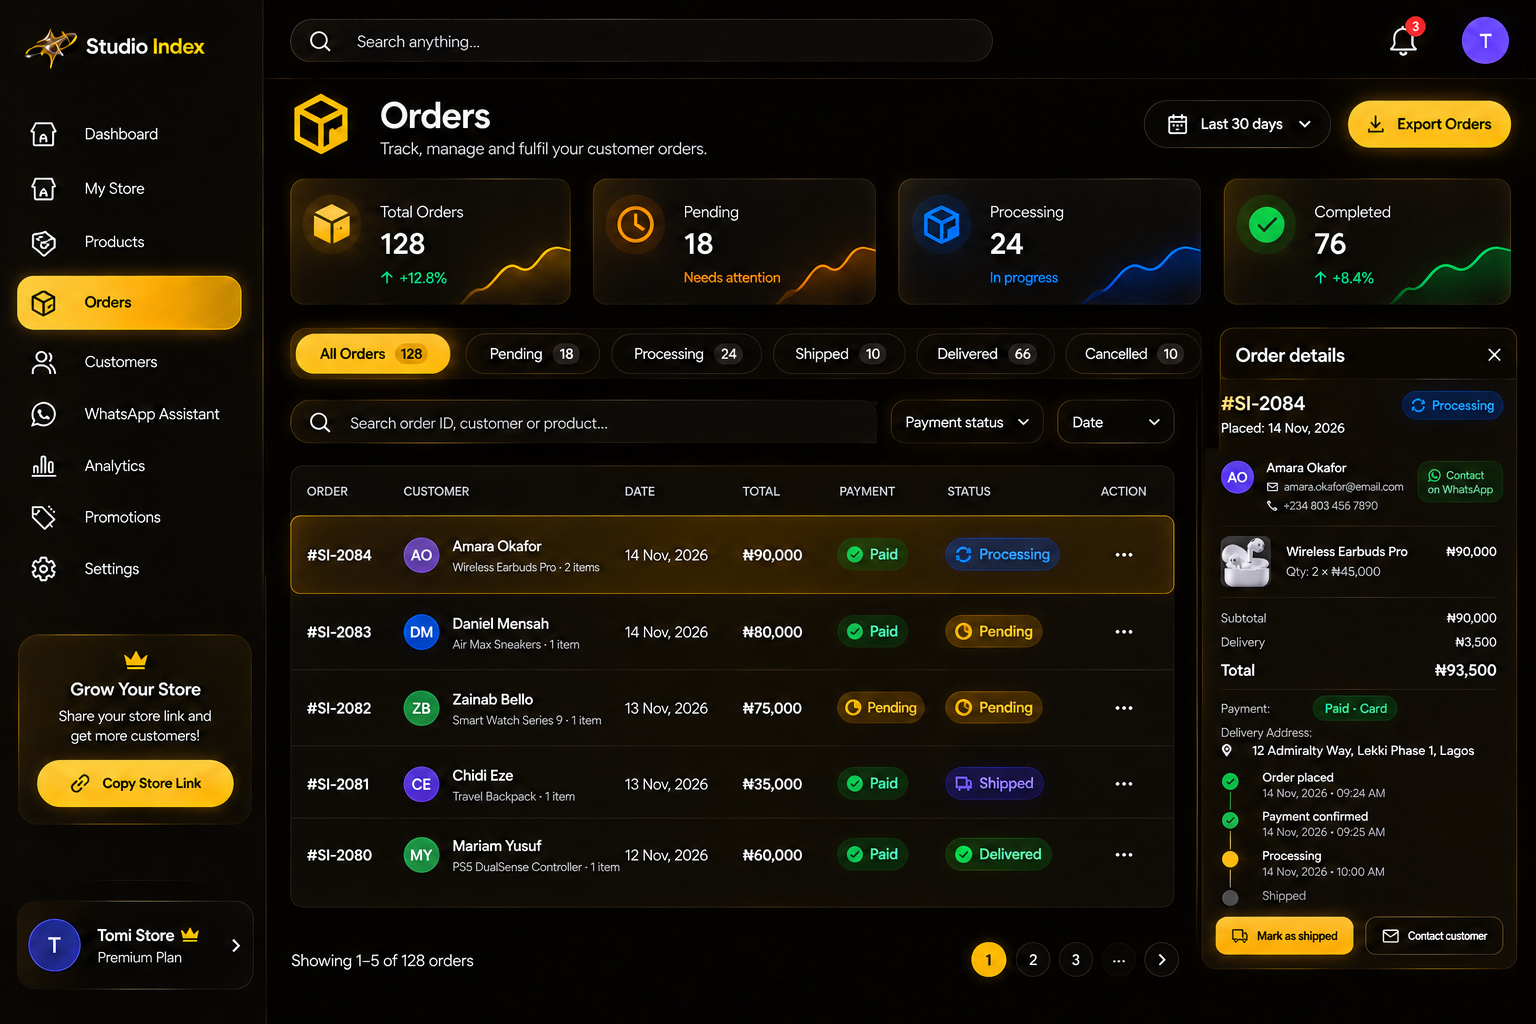 Studio Index
Search anything...
3
T
Dashboard
My Store
Products
Orders
Customers
WhatsApp Assistant
Analytics
Promotions
Settings
Grow Your Store
Share your store link and
get more customers!
Copy Store Link
T
Tomi Store
Premium Plan
Orders
Track, manage and fulfil your customer orders.
Last 30 days
Export Orders
Total Orders
128
+12.8%
Pending
18
Needs attention
Processing
24
In progress
Completed
76
+8.4%
All Orders 128
Pending 18
Processing 24
Shipped 10
Delivered 66
Cancelled 10
Search order ID, customer or product...
Payment status
Date
ORDER CUSTOMER DATE TOTAL PAYMENT STATUS ACTION
#SI-2084 AO Amara Okafor 14 Nov, 2026 ₦90,000 Paid Processing ...
Wireless Earbuds Pro · 2 items
#SI-2083 DM Daniel Mensah 14 Nov, 2026 ₦80,000 Paid Pending ...
Air Max Sneakers · 1 item
#SI-2082 ZB Zainab Bello 13 Nov, 2026 ₦75,000 Pending Pending ...
Smart Watch Series 9 · 1 item
#SI-2081 CE Chidi Eze 13 Nov, 2026 ₦35,000 Paid Shipped ...
Travel Backpack · 1 item
#SI-2080 MY Mariam Yusuf 12 Nov, 2026 ₦60,000 Paid Delivered ...
PS5 DualSense Controller · 1 item
Showing 1–5 of 128 orders
1 2 3 ...
Order details
#SI-2084
Processing
Placed: 14 Nov, 2026
AO
Amara Okafor
amara.okafor@email.com
+234 803 456 7890
Contact
on WhatsApp
Wireless Earbuds Pro ₦90,000
Qty: 2 × ₦45,000
Subtotal ₦90,000
Delivery ₦3,500
Total ₦93,500
Payment: Paid - Card
Delivery Address:
12 Admiralty Way, Lekki Phase 1, Lagos
Order placed
14 Nov, 2026 • 09:24 AM
Payment confirmed
14 Nov, 2026 • 09:25 AM
Processing
14 Nov, 2026 • 10:00 AM
Shipped
Mark as shipped
Contact customer